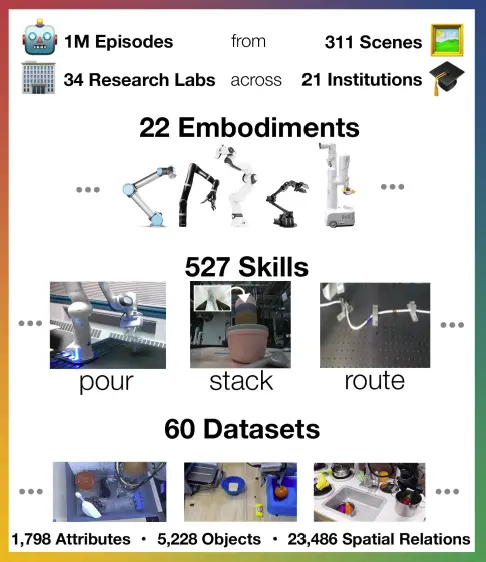 1M Episodes from 311 Scenes
34 Research Labs across 21 Institutions
22 Embodiments
527 Skills
pour stack route
60 Datasets
1,798 Attributes • 5,228 Objects • 23,486 Spatial Relations